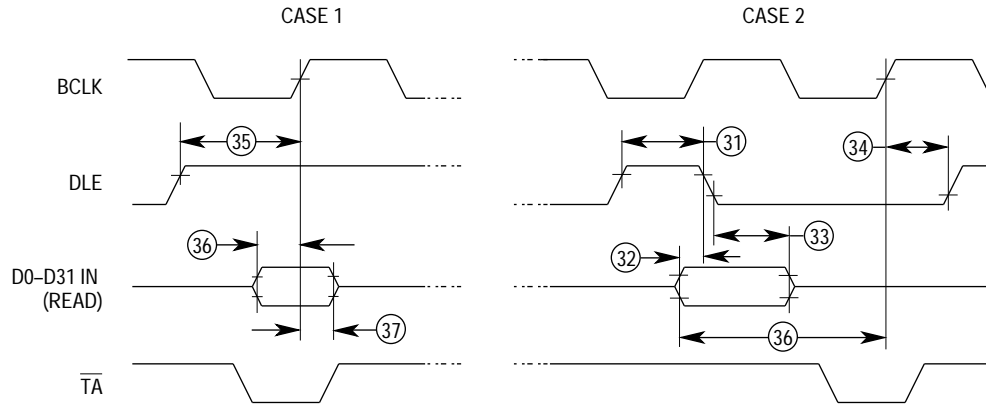 CASE 1
CASE 2
BCLK
35
31
34
DLE
36
33
32
D0–D31 IN
(READ)
37
36
TA